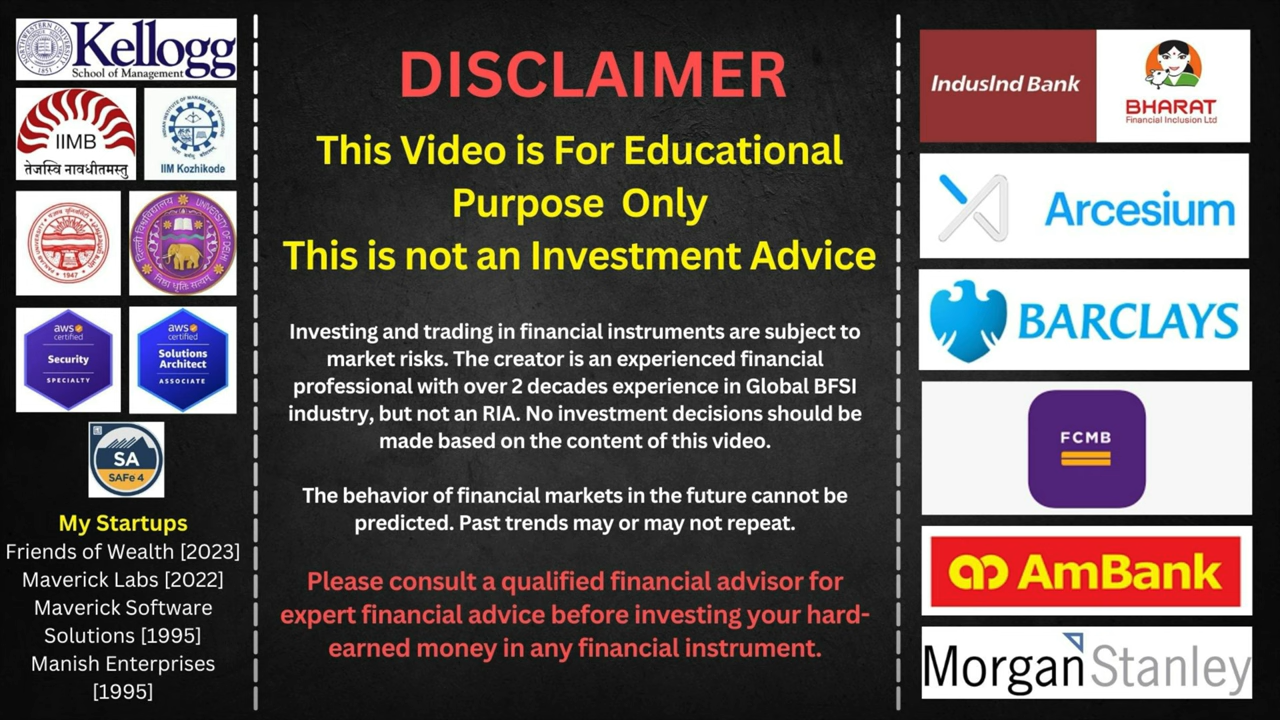 Kellogg
School of Management
IIMB
तेजस्वि नावधीतमस्तु
IIM Kozhikode
1947
UNIVERSITY OF DELHI
aws
certified
Security
SPECIALTY
aws
certified
Solutions
Architect
ASSOCIATE
SA
SAFe 4
My Startups
Friends of Wealth [2023]
Maverick Labs [2022]
Maverick Software
Solutions [1995]
Manish Enterprises
[1995]
DISCLAIMER
This Video is For Educational
Purpose Only
This is not an Investment Advice
Investing and trading in financial instruments are subject to
market risks. The creator is an experienced financial
professional with over 2 decades experience in Global BFSI
industry, but not an RIA. No investment decisions should be
made based on the content of this video.
The behavior of financial markets in the future cannot be
predicted. Past trends may or may not repeat.
Please consult a qualified financial advisor for
expert financial advice before investing your hard-
earned money in any financial instrument.
IndusInd Bank
BHARAT
Financial Inclusion Ltd
Arcesium
BARCLAYS
FCMB
AmBank
Morgan Stanley